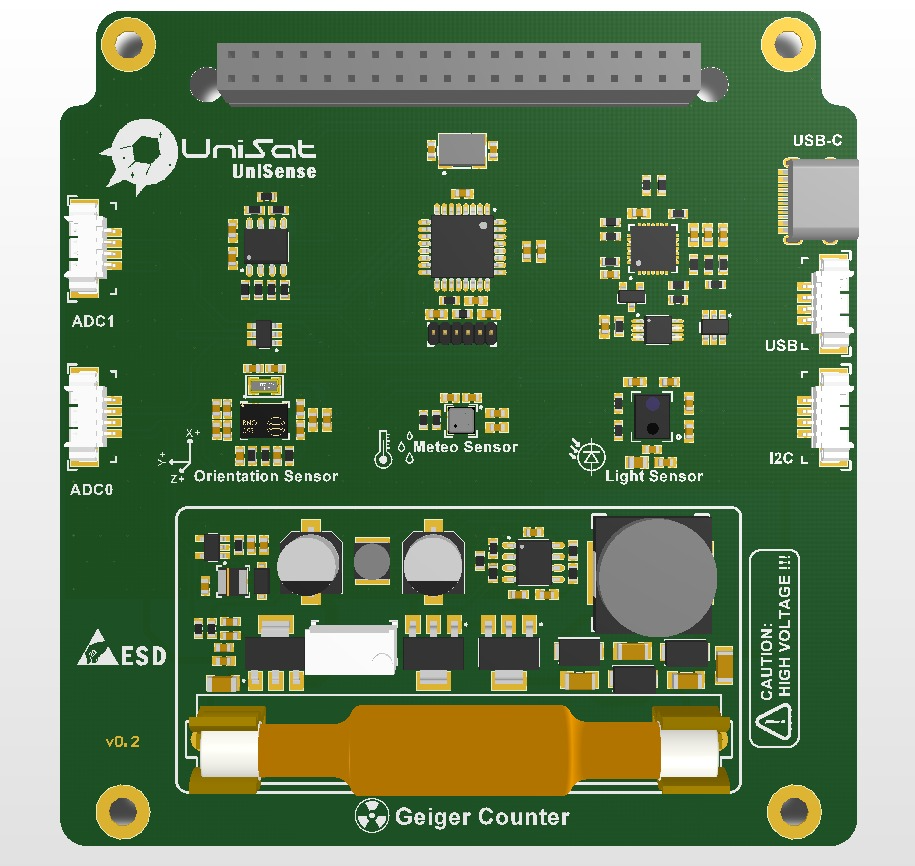 USB-C
UniSat
UniSense
ADC1
USB
Meteo Sensor
I2C
X+
Y+
Z+
Orientation Sensor
Light Sensor
ADC0
CAUTION:
HIGH VOLTAGE !!!
ESD
v0.2
Geiger Counter